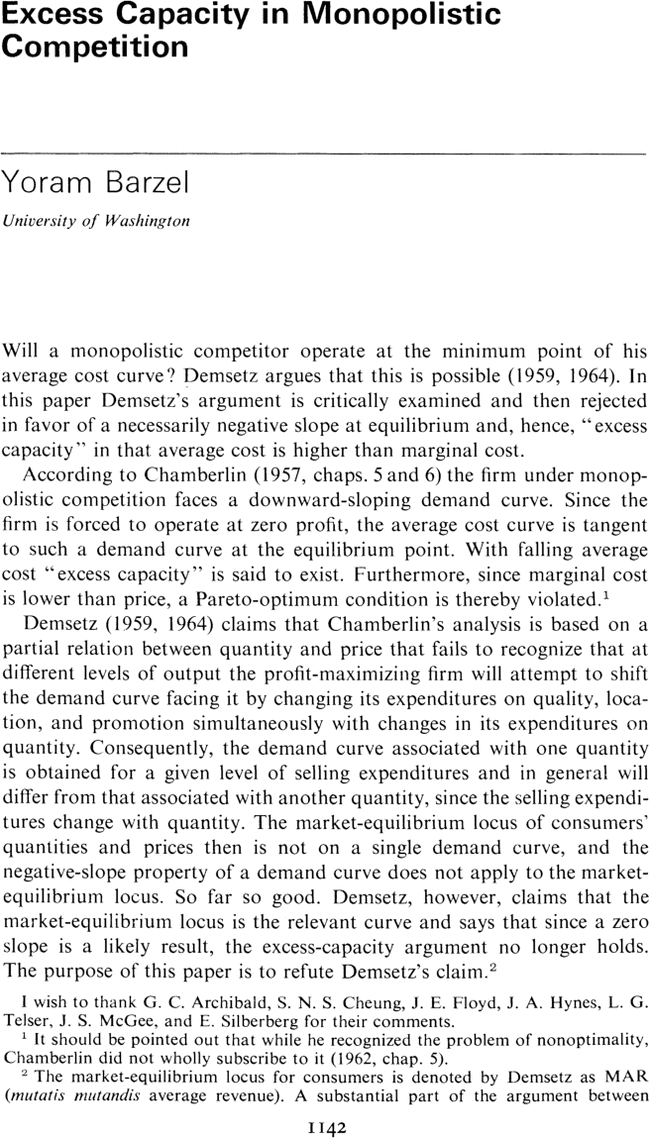 Excess Capacity in Monopolistic
Competition
Yoram Barzel
University of Washington
Will a monopolistic competitor operate at the minimum point of his
average cost curve? Demsetz argues that this is possible (1959, 1964). In
this paper Demsetz's argument is critically examined and then rejected
in favor of a necessarily negative slope at equilibrium and, hence, "excess
capacity" in that average cost is higher than marginal cost.
According to Chamberlin (1957, chaps. 5 and 6) the firm under monop-
olistic competition faces a downward-sloping demand curve. Since the
firm is forced to operate at zero profit, the average cost curve is tangent
to such a demand curve at the equilibrium point. With falling average
cost "excess capacity" is said to exist. Furthermore, since marginal cost
is lower than price, a Pareto-optimum condition is thereby violated.¹
Demsetz (1959, 1964) claims that Chamberlin's analysis is based on a
partial relation between quantity and price that fails to recognize that at
different levels of output the profit-maximizing firm will attempt to shift
the demand curve facing it by changing its expenditures on quality, loca-
tion, and promotion simultaneously with changes in its expenditures on
quantity. Consequently, the demand curve associated with one quantity
is obtained for a given level of selling expenditures and in general will
differ from that associated with another quantity, since the selling expendi-
tures change with quantity. The market-equilibrium locus of consumers'
quantities and prices then is not on a single demand curve, and the
negative-slope property of a demand curve does not apply to the market-
equilibrium locus. So far so good. Demsetz, however, claims that the
market-equilibrium locus is the relevant curve and says that since a zero
slope is a likely result, the excess-capacity argument no longer holds.
The purpose of this paper is to refute Demsetz's claim.²
I wish to thank G. C. Archibald, S. N. S. Cheung, J. E. Floyd, J. A. Hynes, L. G.
Telser, J. S. McGee, and E. Silberberg for their comments.
¹ It should be pointed out that while he recognized the problem of nonoptimality,
Chamberlin did not wholly subscribe to it (1962, chap. 5).
² The market-equilibrium locus for consumers is denoted by Demsetz as MAR
(mutatis mutandis average revenue). A substantial part of the argument between
1142